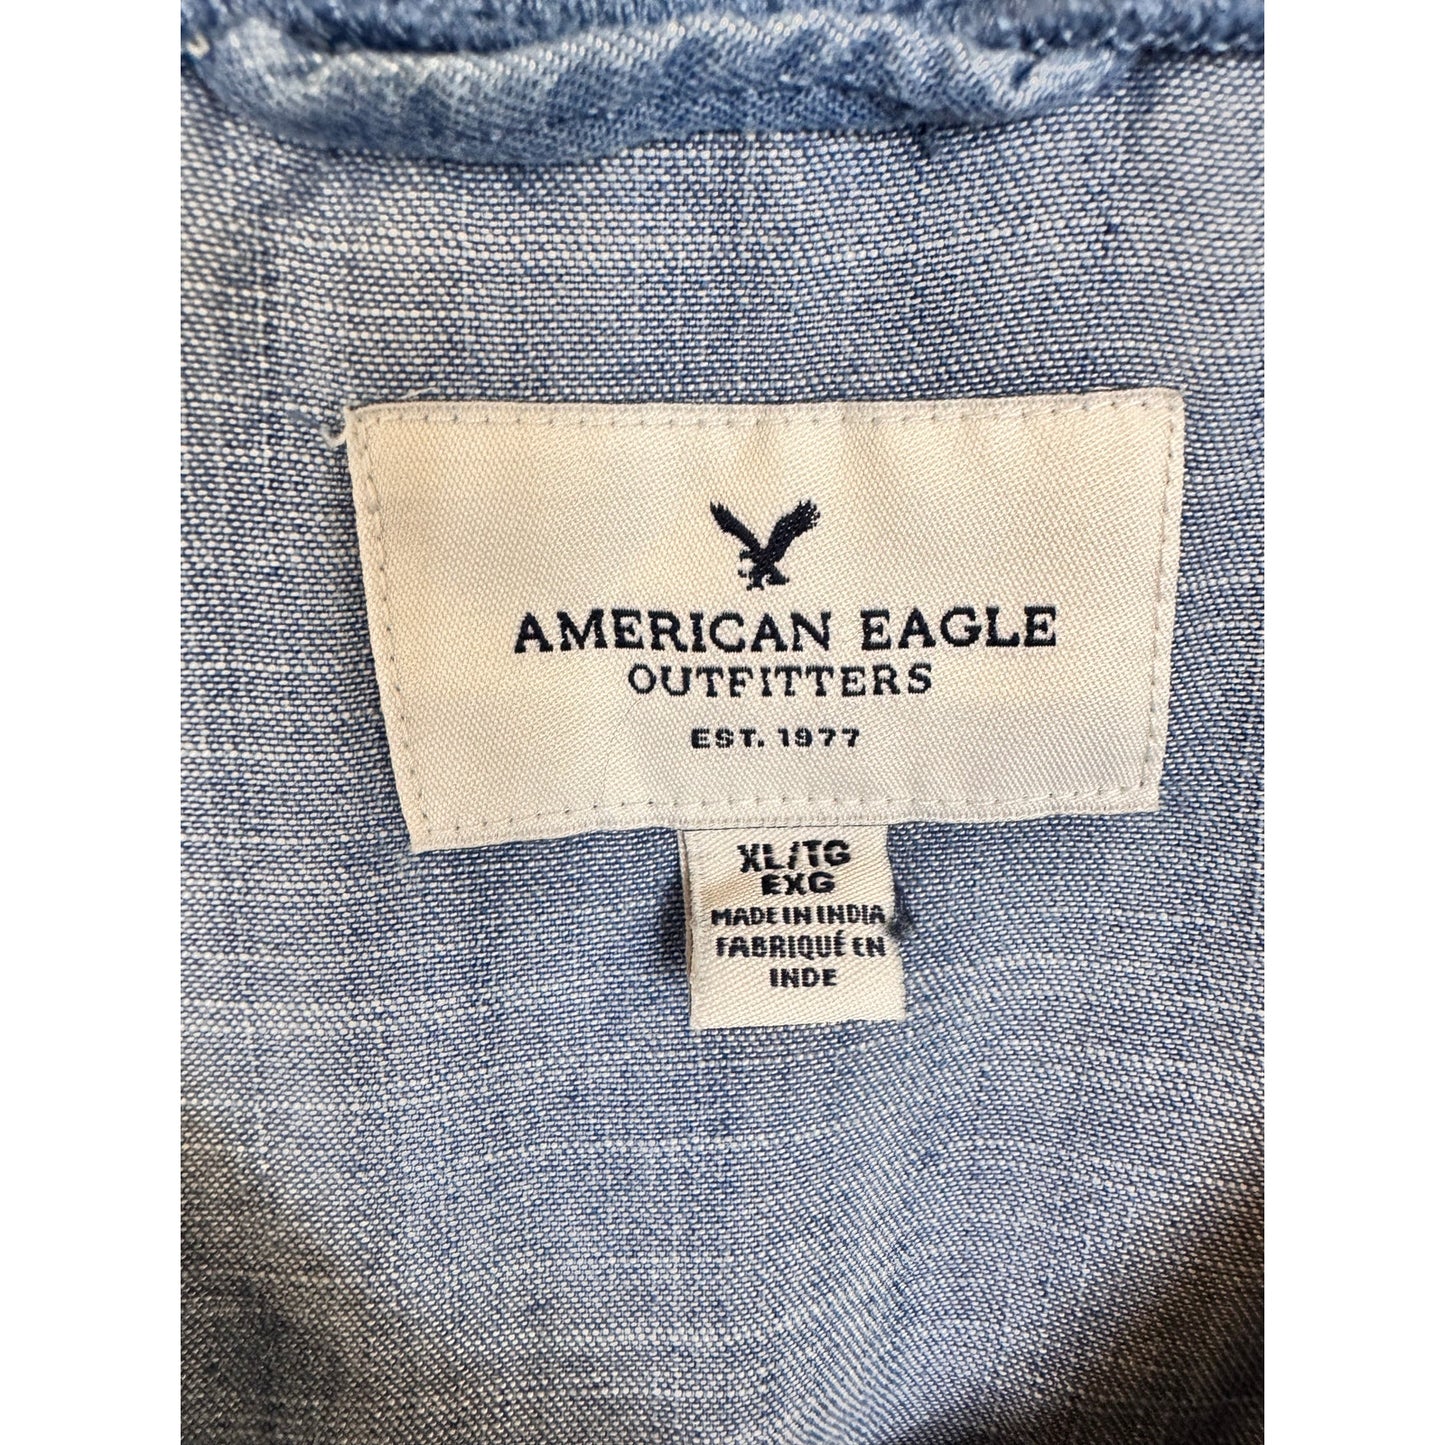 AMERICAN EAGLE
OUTFITTERS
EST. 1977
XL/TG
EXG
MADE IN INDIA
FABRIQUÉ EN
INDE